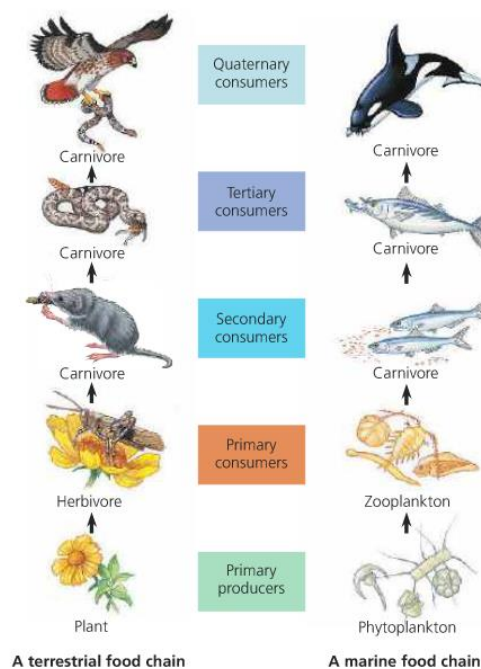 Quaternary
consumers
Carnivore
Carnivore
Tertiary
consumers
Carnivore
Carnivore
Secondary
consumers
Carnivore
Carnivore
Primary
consumers
Herbivore
Zooplankton
Primary
producers
Plant
Phytoplankton
A terrestrial food chain
A marine food chain